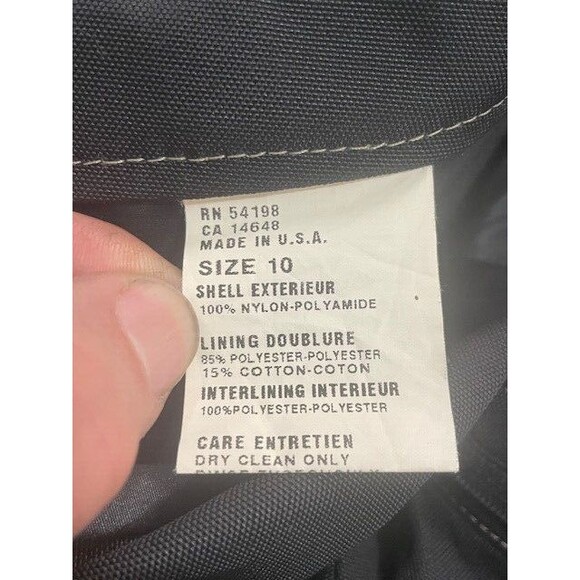 RN 54198
CA 14648
MADE IN U.S.A.
SIZE 10
SHELL EXTERIEUR
100% NYLON-POLYAMIDE
LINING DOUBLURE
85% POLYESTER-POLYESTER
15% COTTON-COTON
INTERLINING INTERIEUR
100%POLYESTER-POLYESTER
CARE ENTRETIEN
DRY CLEAN ONLY